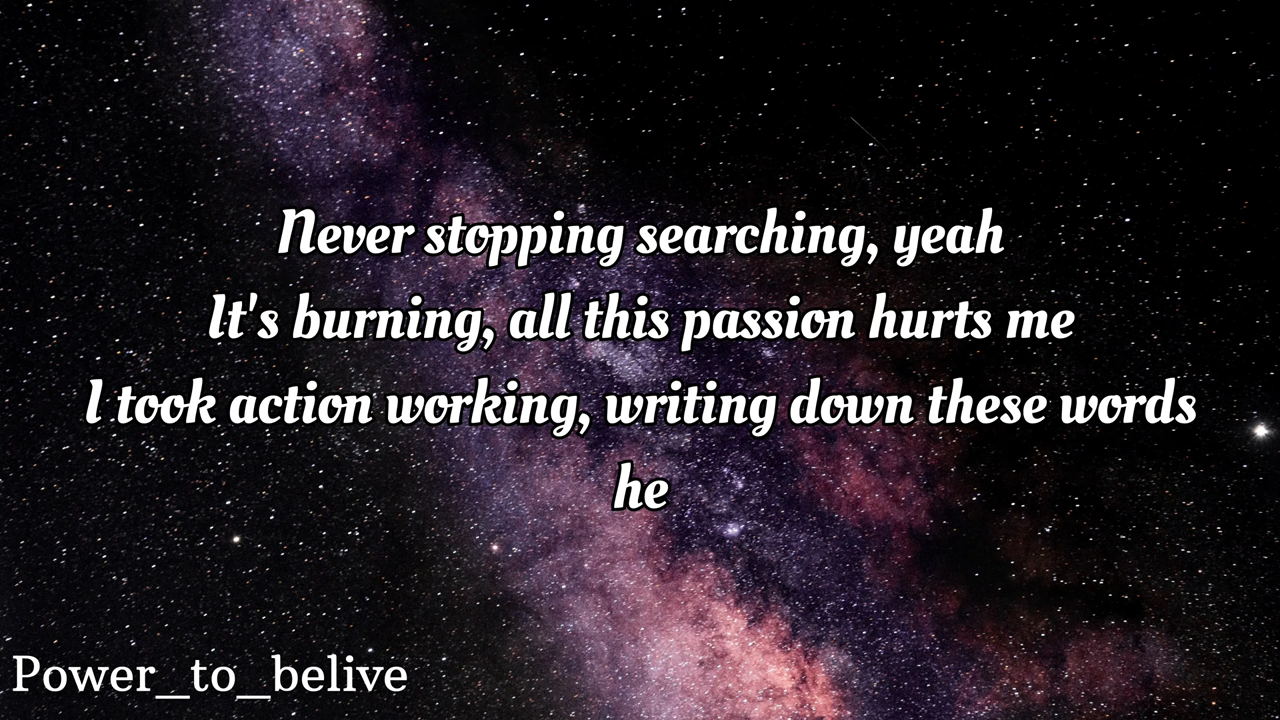 Never stopping searching, yeah
It's burning, all this passion hurts me
I took action working, writing down these words
he
Power_to_belive